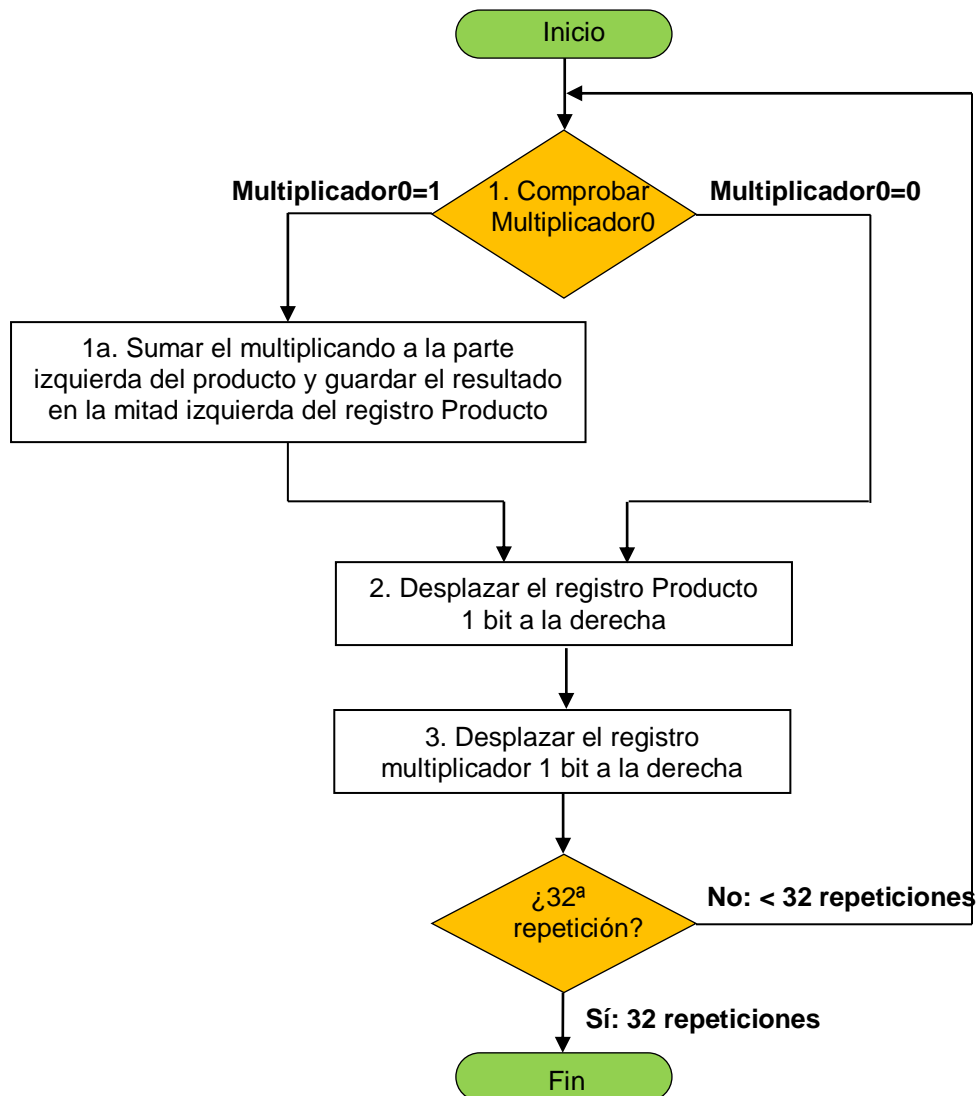 Inicio
1. Comprobar
Multiplicador0
Multiplicador0=1
Multiplicador0=0
1a. Sumar el multiplicando a la parte
izquierda del producto y guardar el resultado
en la mitad izquierda del registro Producto
2. Desplazar el registro Producto
1 bit a la derecha
3. Desplazar el registro
multiplicador 1 bit a la derecha
¿32ª
repetición?
No: < 32 repeticiones
Sí: 32 repeticiones
Fin